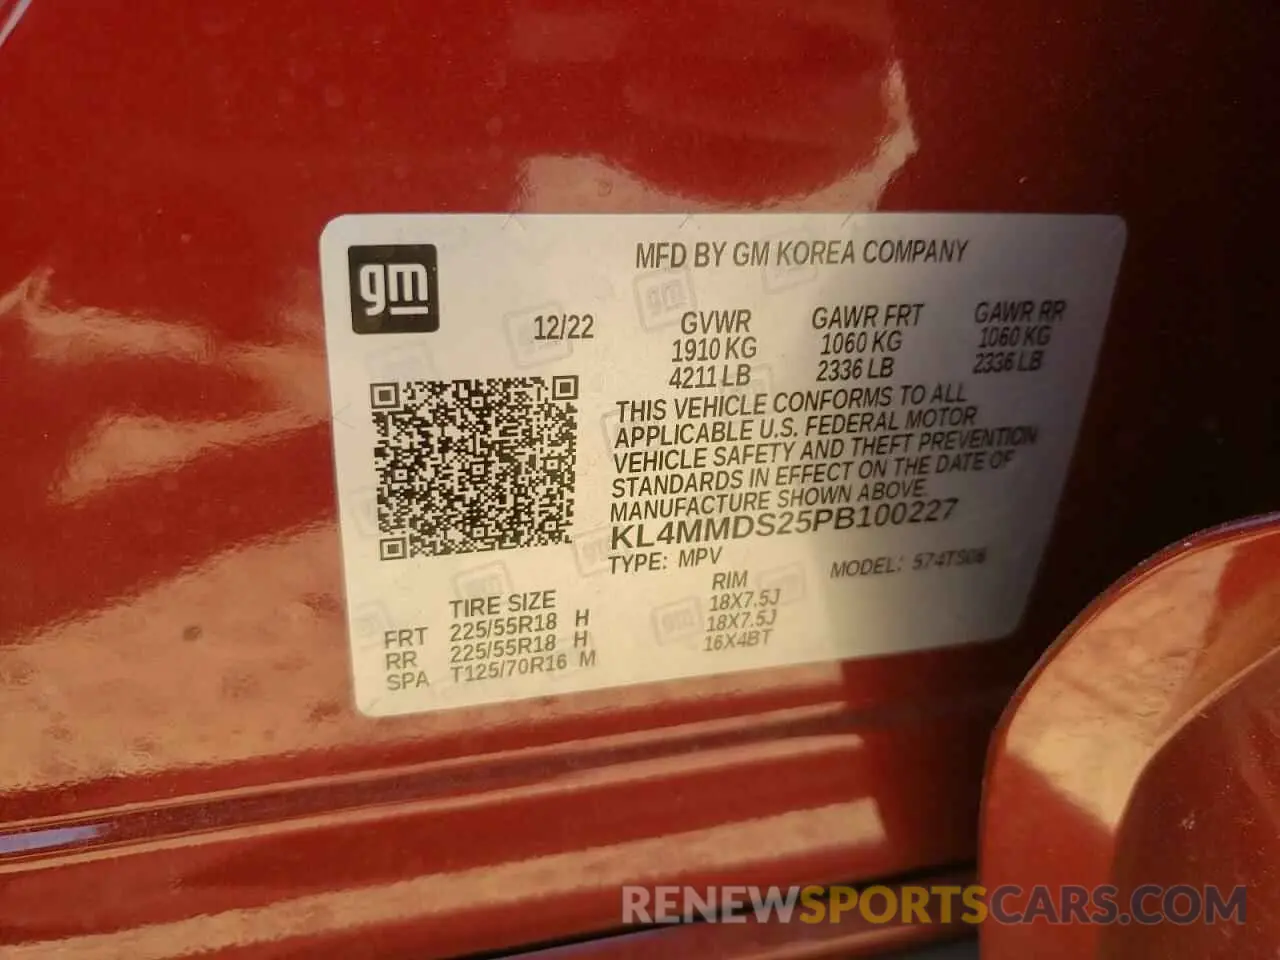 gm
MFD BY GM KOREA COMPANY
12/22
GVWR
1910 KG
4211 LB
GAWR FRT
1060 KG
2336 LB
GAWR RR
1060 KG
2336 LB
THIS VEHICLE CONFORMS TO ALL
APPLICABLE U.S. FEDERAL MOTOR
VEHICLE SAFETY AND THEFT PREVENTION
STANDARDS IN EFFECT ON THE DATE OF
MANUFACTURE SHOWN ABOVE.
KL4MMDS25PB100227
TYPE: MPV
MODEL: 574TS06
TIRE SIZE
RIM
FRT 225/55R18 H 18X7.5J
RR 225/55R18 H 18X7.5J
SPA T125/70R16 M 16X4BT
RENEWSPORTSCARS.COM